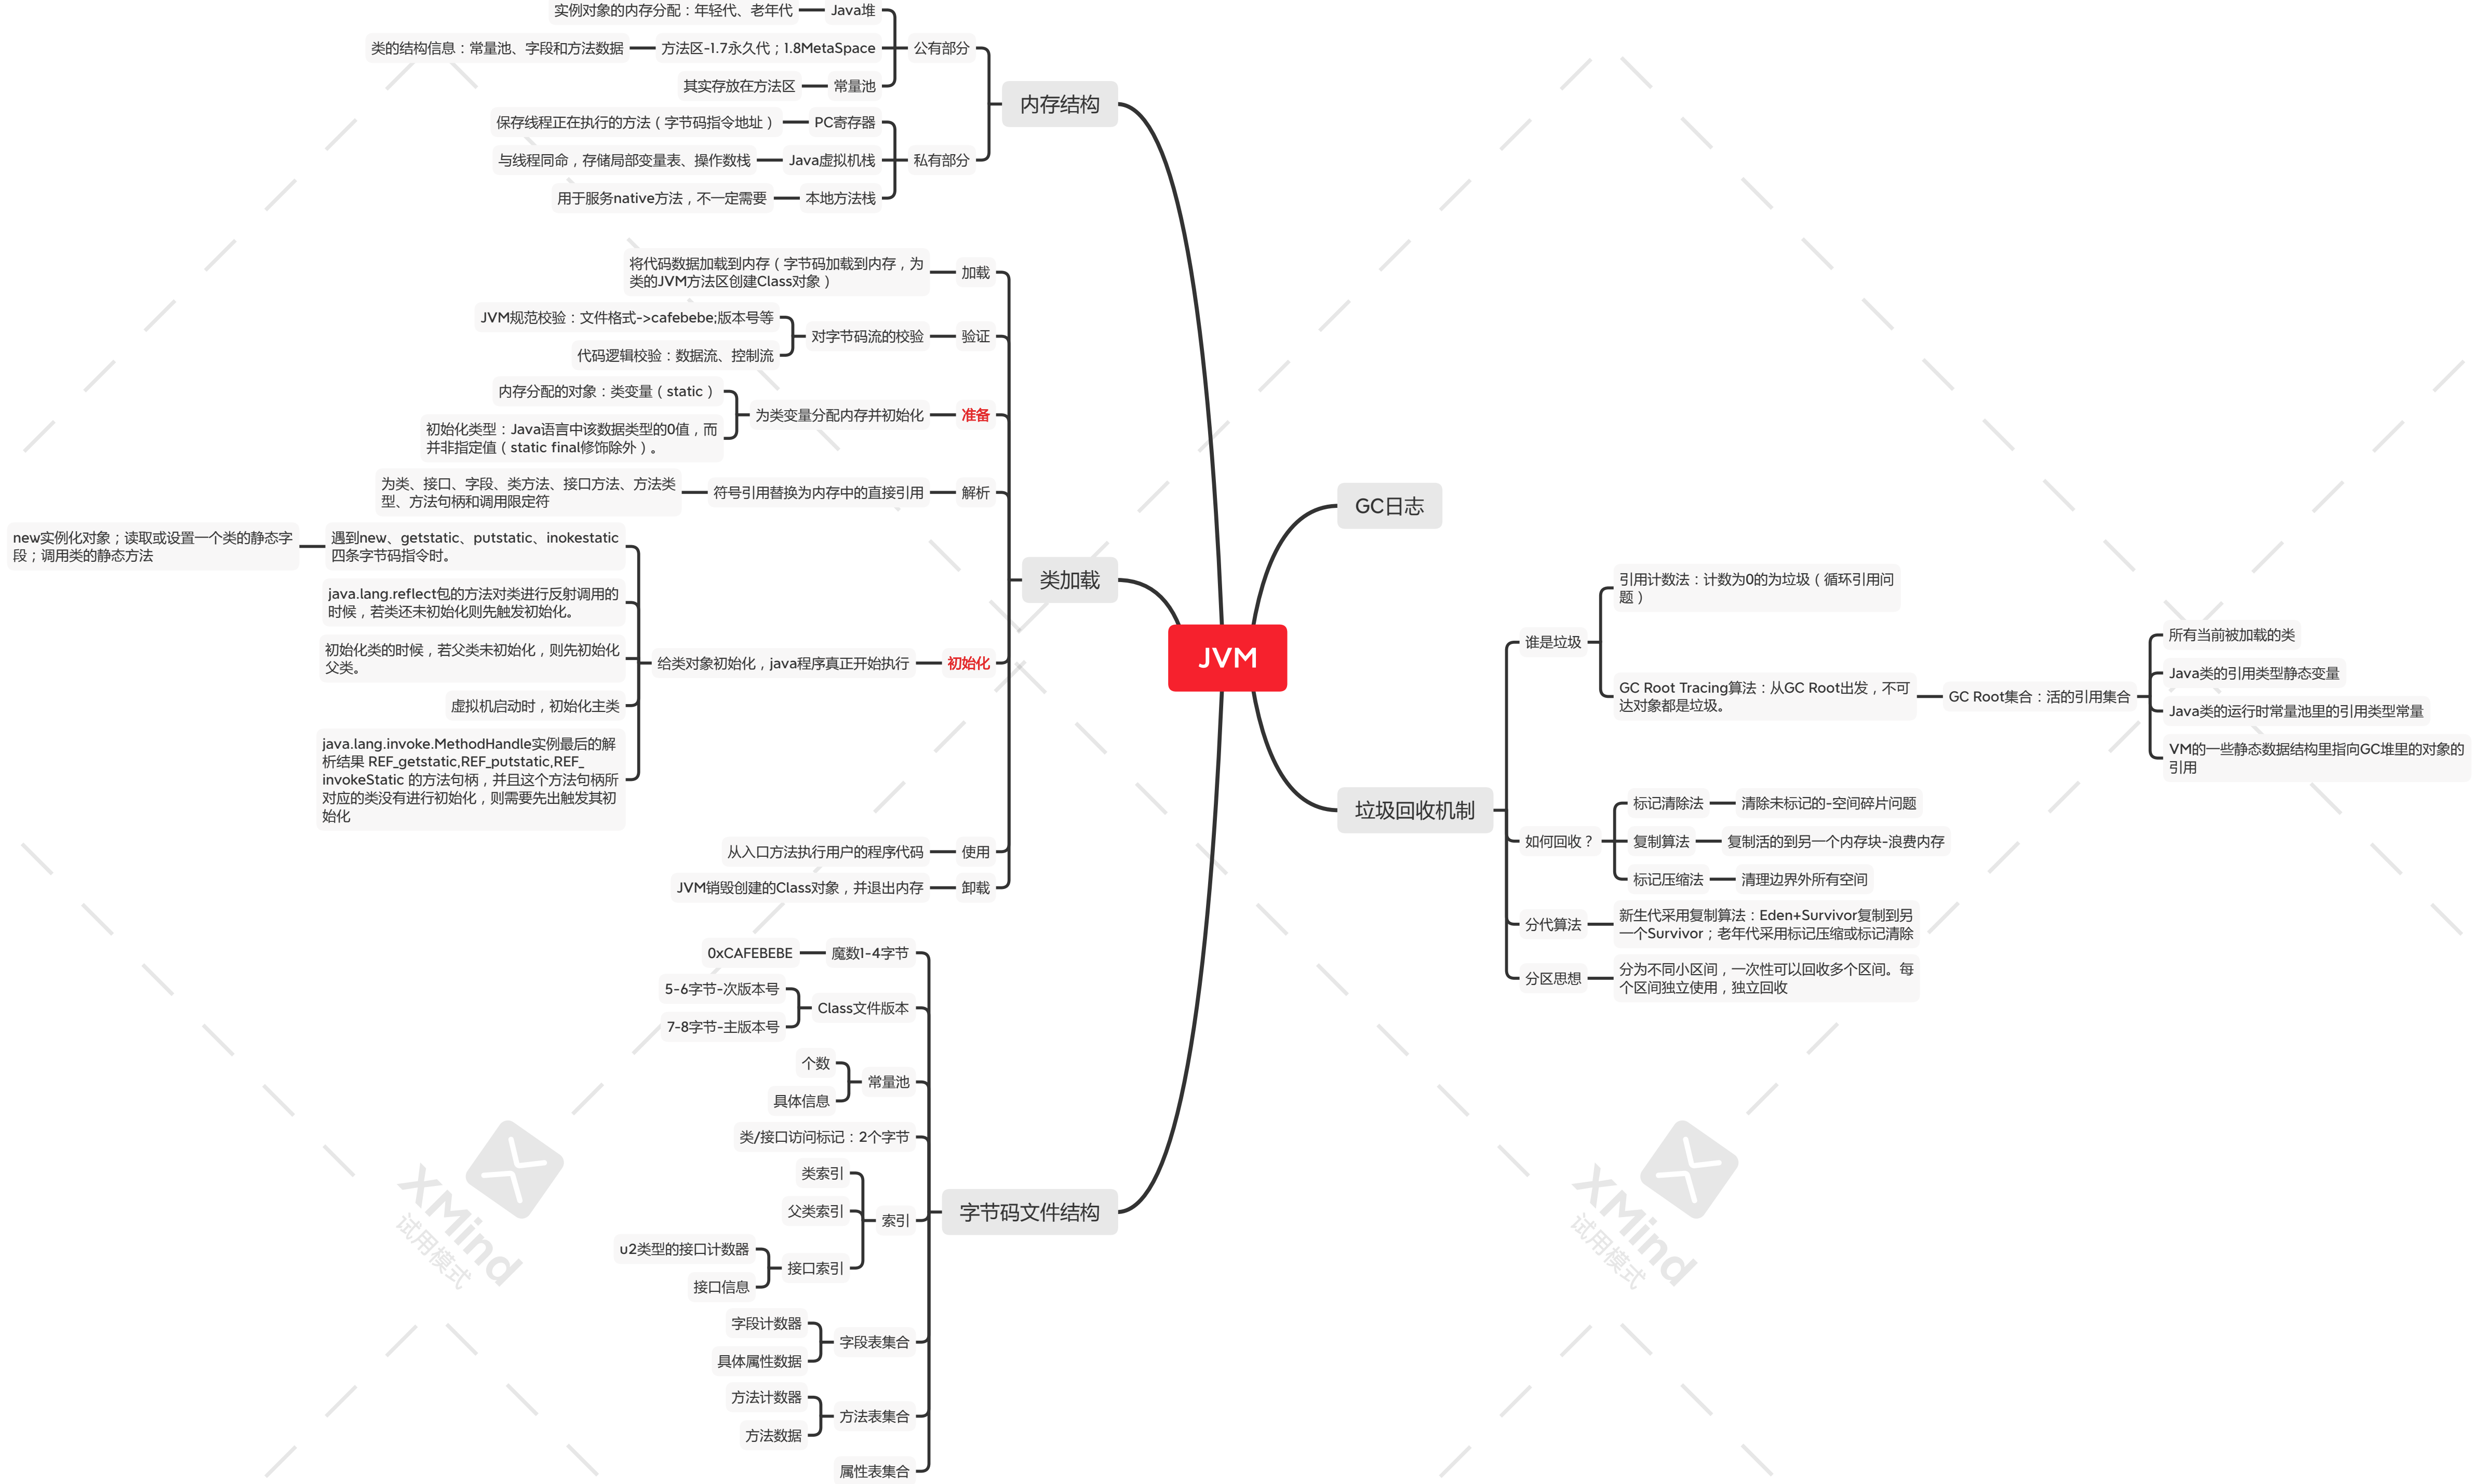 JVM
内存结构
公有部分
Java堆
实例对象的内存分配：年轻代、老年代
方法区-1.7永久代；1.8MetaSpace
类的结构信息：常量池、字段和方法数据
常量池
其实存放在方法区
私有部分
PC寄存器
保存线程正在执行的方法（字节码指令地址）
Java虚拟机栈
与线程同命，存储局部变量表、操作数栈
本地方法栈
用于服务native方法，不一定需要
类加载
加载
将代码数据加载到内存（字节码加载到内存，为
类的JVM方法区创建Class对象）
验证
对字节码流的校验
JVM规范校验：文件格式->cafebebe;版本号等
代码逻辑校验：数据流、控制流
准备
为类变量分配内存并初始化
内存分配的对象：类变量（static）
初始化类型：Java语言中该数据类型的0值，而
并非指定值（static final修饰除外）。
解析
符号引用替换为内存中的直接引用
为类、接口、字段、类方法、接口方法、方法类
型、方法句柄和调用限定符
初始化
给类对象初始化，java程序真正开始执行
遇到new、getstatic、putstatic、inokestatic
四条字节码指令时。
new实例化对象；读取或设置一个类的静态字
段；调用类的静态方法
java.lang.reflect包的方法对类进行反射调用的
时候，若类还未初始化则先触发初始化。
初始化类的时候，若父类未初始化，则先初始化
父类。
虚拟机启动时，初始化主类
java.lang.invoke.MethodHandle实例最后的解
析结果 REF_getstatic,REF_putstatic,REF_
invokeStatic 的方法句柄，并且这个方法句柄所
对应的类没有进行初始化，则需要先出触发其初
始化
使用
从入口方法执行用户的程序代码
卸载
JVM销毁创建的Class对象，并退出内存
字节码文件结构
魔数1-4字节
0xCAFEBEBE
Class文件版本
5-6字节-次版本号
7-8字节-主版本号
常量池
个数
具体信息
类/接口访问标记：2个字节
索引
类索引
父类索引
接口索引
u2类型的接口计数器
接口信息
字段表集合
字段计数器
具体属性数据
方法表集合
方法计数器
方法数据
属性表集合
GC日志
垃圾回收机制
谁是垃圾
引用计数法：计数为0的为垃圾（循环引用问
题）
GC Root Tracing算法：从GC Root出发，不可
达对象都是垃圾。
GC Root集合：活的引用集合
所有当前被加载的类
Java类的引用类型静态变量
Java类的运行时常量池里的引用类型常量
VM的一些静态数据结构里指向GC堆里的对象的
引用
如何回收？
标记清除法
清除未标记的-空间碎片问题
复制算法
复制活的到另一个内存块-浪费内存
标记压缩法
清理边界外所有空间
分代算法
新生代采用复制算法：Eden+Survivor复制到另
一个Survivor；老年代采用标记压缩或标记清除
分区思想
分为不同小区间，一次性可以回收多个区间。每
个区间独立使用，独立回收
XMind
试用模式
XMind
试用模式